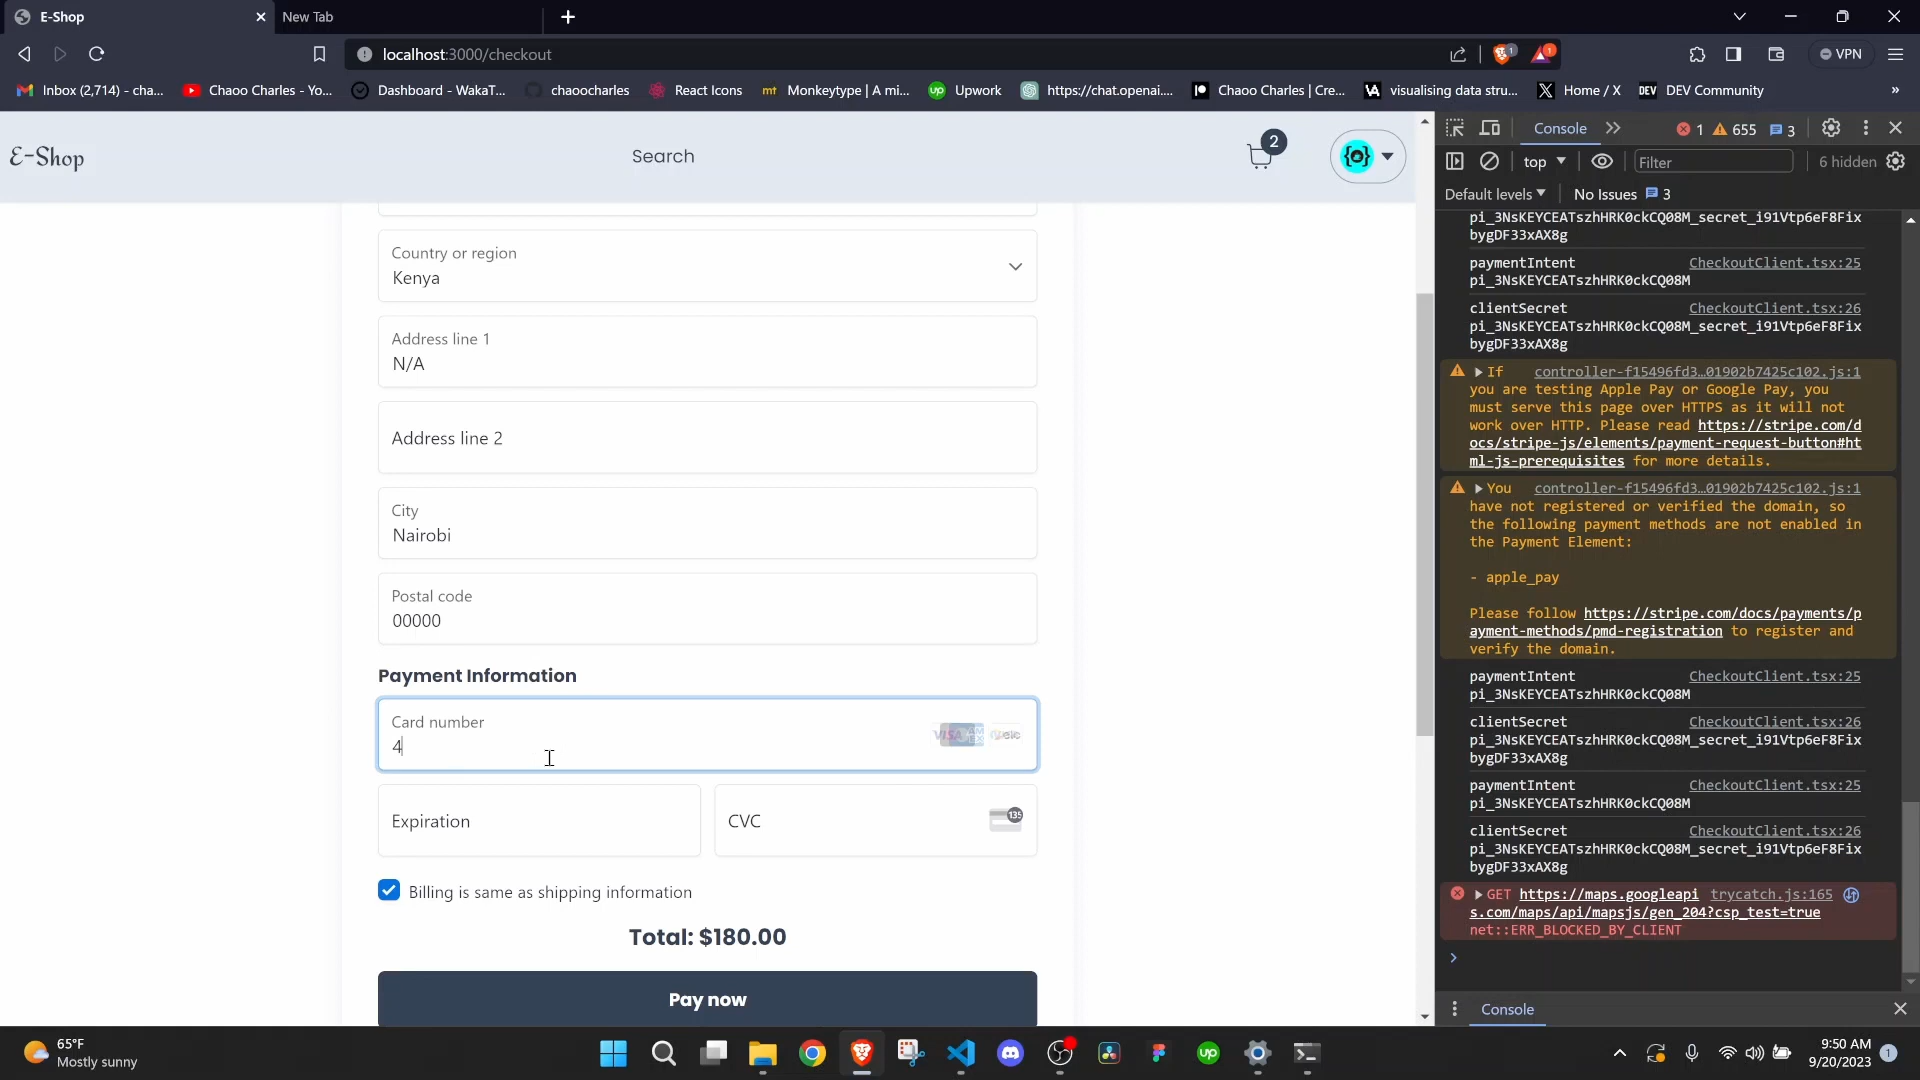 E-Shop
New Tab
localhost:3000/checkout
VPN
Inbox (2,714) - cha...
Chaoo Charles - Yo...
Dashboard - WakaT...
chaoocharles
React Icons
Monkeytype | A mi...
Upwork
https://chat.openai....
Chaoo Charles | Cre...
visualising data stru...
Home / X
DEV Community
E-Shop
Search
2
Country or region
Kenya
Address line 1
N/A
Address line 2
City
Nairobi
Postal code
00000
Payment Information
Card number
4
Expiration
CVC
Billing is same as shipping information
Total: $180.00
Pay now
Console
1
655
3
top
Filter
6 hidden
Default levels
No Issues
3
pi_3NsKEYCEATszhHRK0ckCQ08M_secret_i91Vtp6eF8Fix
bygDF33xAX8g
paymentIntent CheckoutClient.tsx:25
pi_3NsKEYCEATszhHRK0ckCQ08M
clientSecret CheckoutClient.tsx:26
pi_3NsKEYCEATszhHRK0ckCQ08M_secret_i91Vtp6eF8Fix
bygDF33xAX8g
If controller-f15496fd3…01902b7425c102.js:1
you are testing Apple Pay or Google Pay, you
must serve this page over HTTPS as it will not
work over HTTP. Please read https://stripe.com/d
ocs/stripe-js/elements/payment-request-button#ht
ml-js-prerequisites for more details.
You controller-f15496fd3…01902b7425c102.js:1
have not registered or verified the domain, so
the following payment methods are not enabled in
the Payment Element:
- apple_pay
Please follow https://stripe.com/docs/payments/p
ayment-methods/pmd-registration to register and
verify the domain.
paymentIntent CheckoutClient.tsx:25
pi_3NsKEYCEATszhHRK0ckCQ08M
clientSecret CheckoutClient.tsx:26
pi_3NsKEYCEATszhHRK0ckCQ08M_secret_i91Vtp6eF8Fix
bygDF33xAX8g
paymentIntent CheckoutClient.tsx:25
pi_3NsKEYCEATszhHRK0ckCQ08M
clientSecret CheckoutClient.tsx:26
pi_3NsKEYCEATszhHRK0ckCQ08M_secret_i91Vtp6eF8Fix
bygDF33xAX8g
GET https://maps.googleapi trycatch.js:165
s.com/maps/api/mapsjs/gen_204?csp_test=true
net::ERR_BLOCKED_BY_CLIENT
Console
65°F
Mostly sunny
9:50 AM
9/20/2023
1